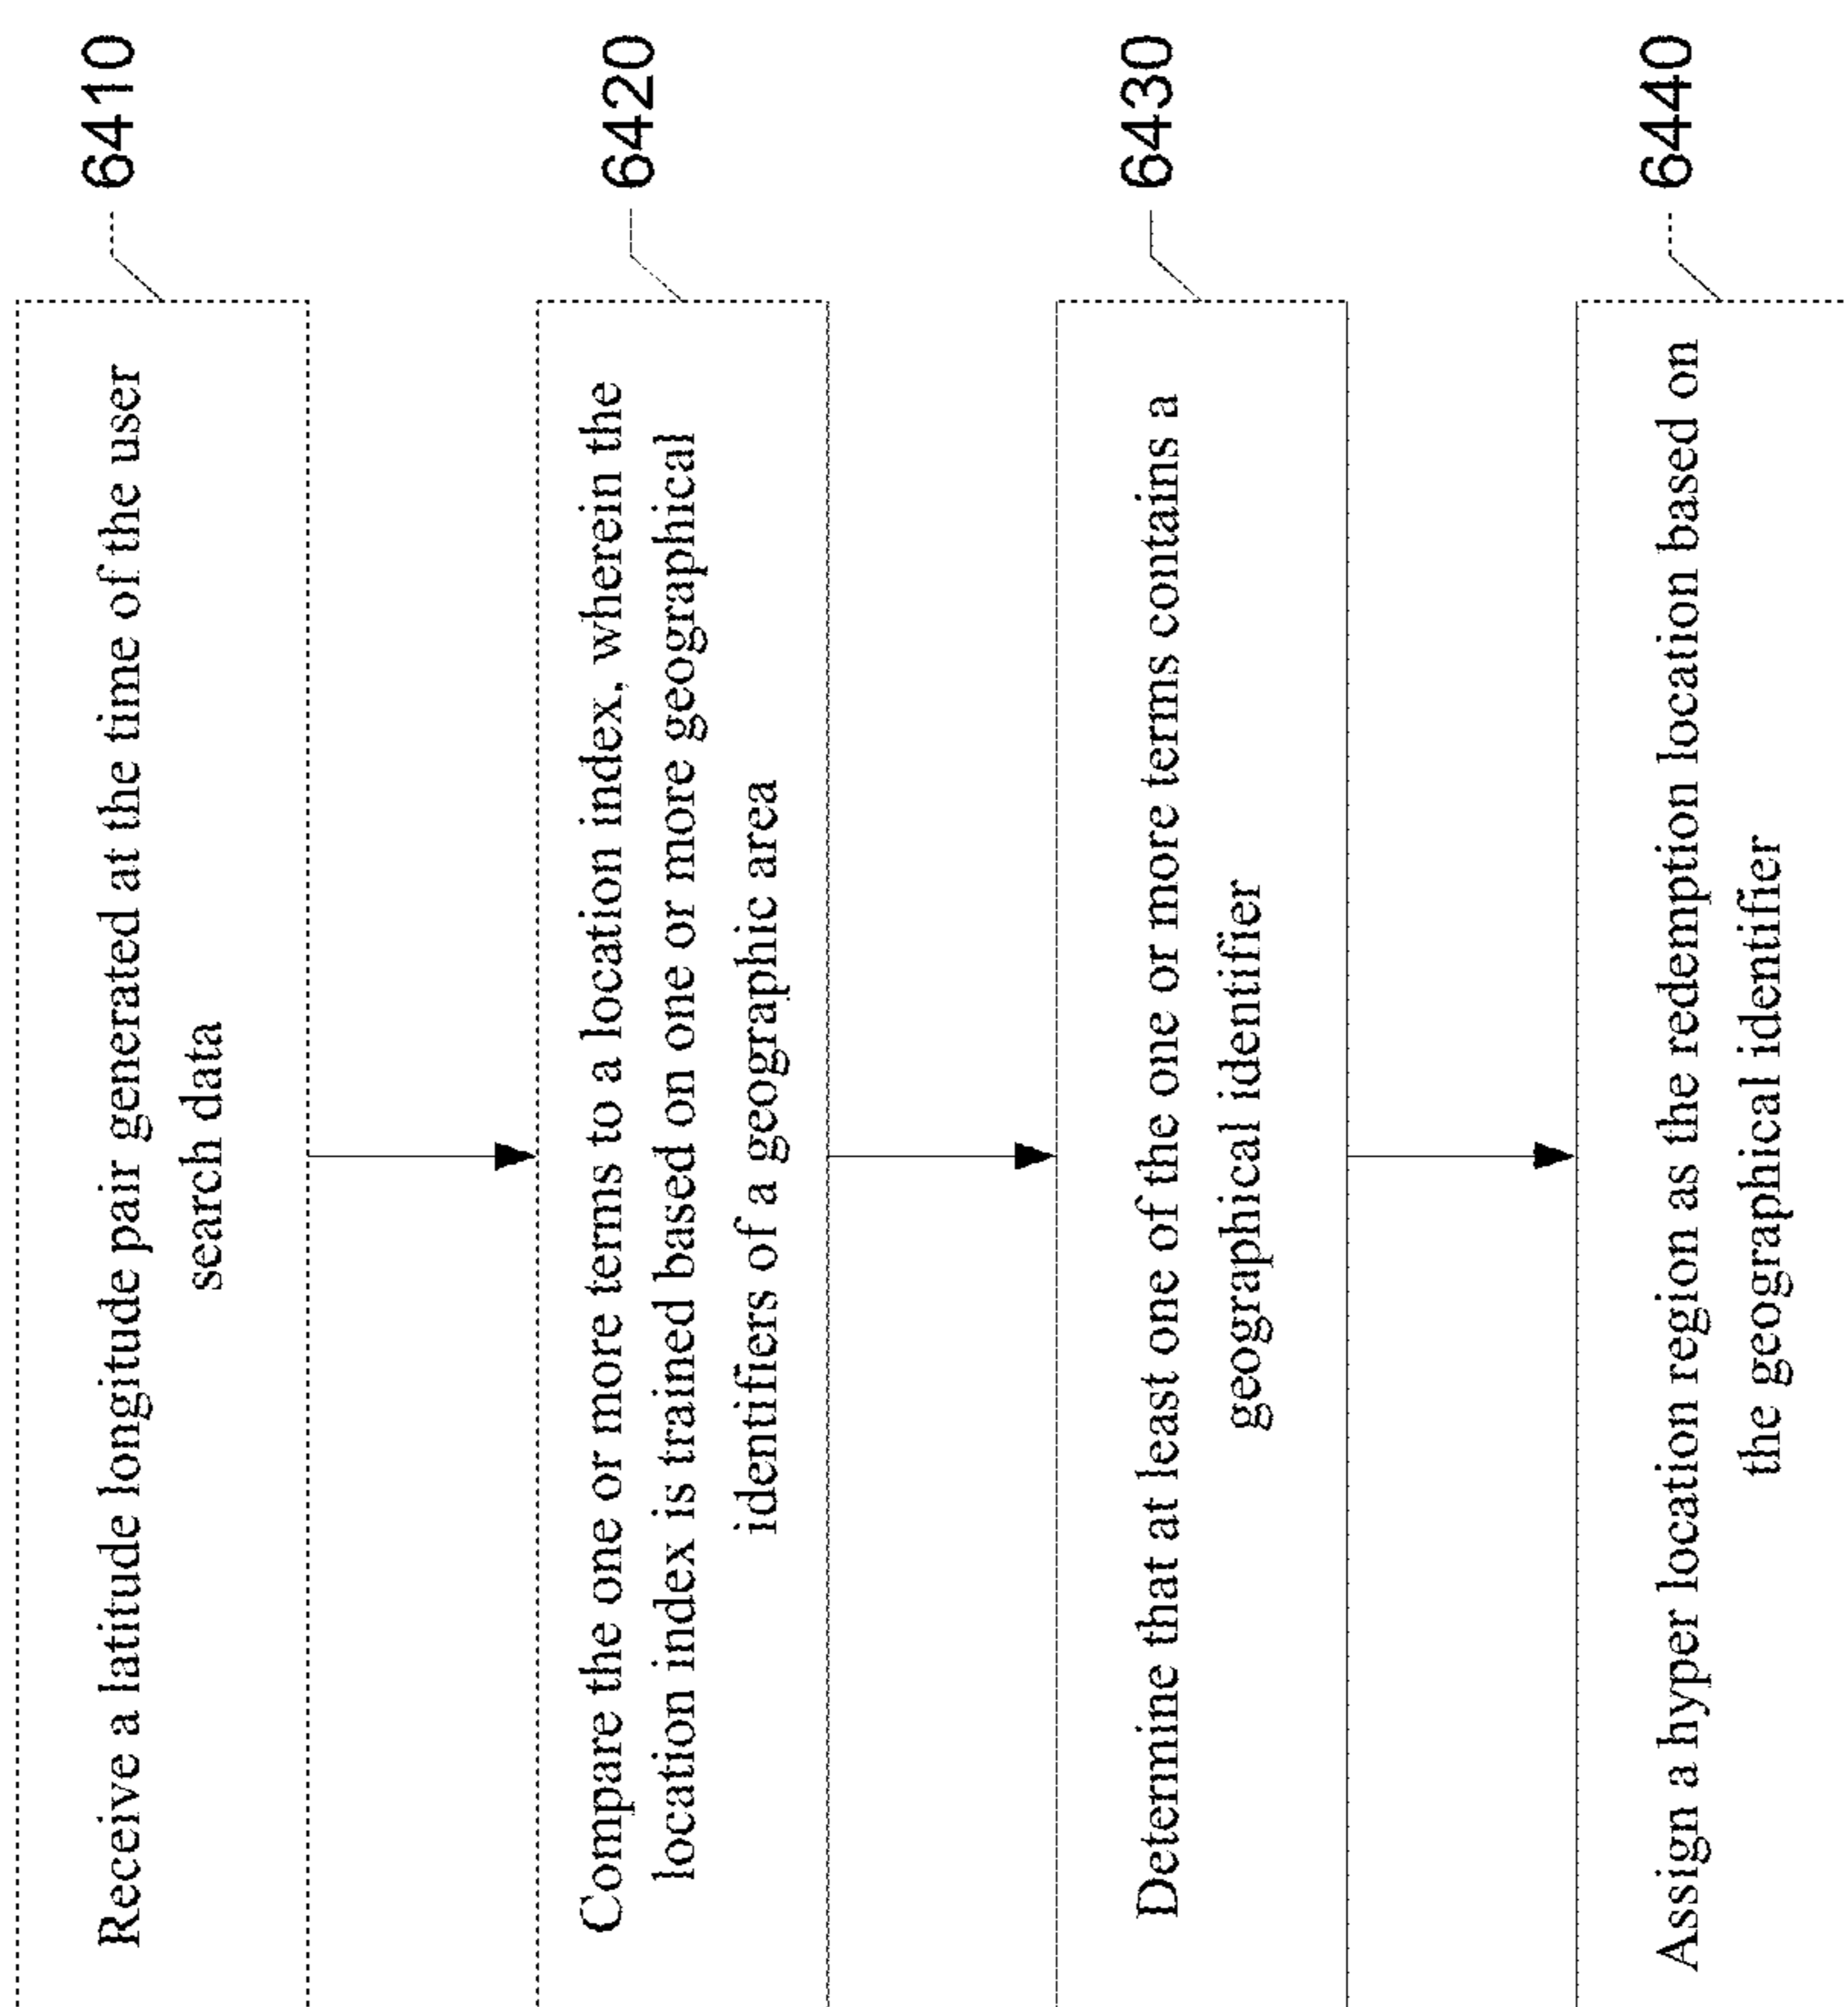 6410
Receive a latitude longitude pair generated at the time of the user
search data
6420
Compare the one or more terms to a location index, wherein the
location index is trained based on one or more geographical
identifiers of a geographic area
6430
Determine that at least one of the one or more terms contains a
geographical identifier
6440
Assign a hyper location region as the redemption location based on
the geographical identifier